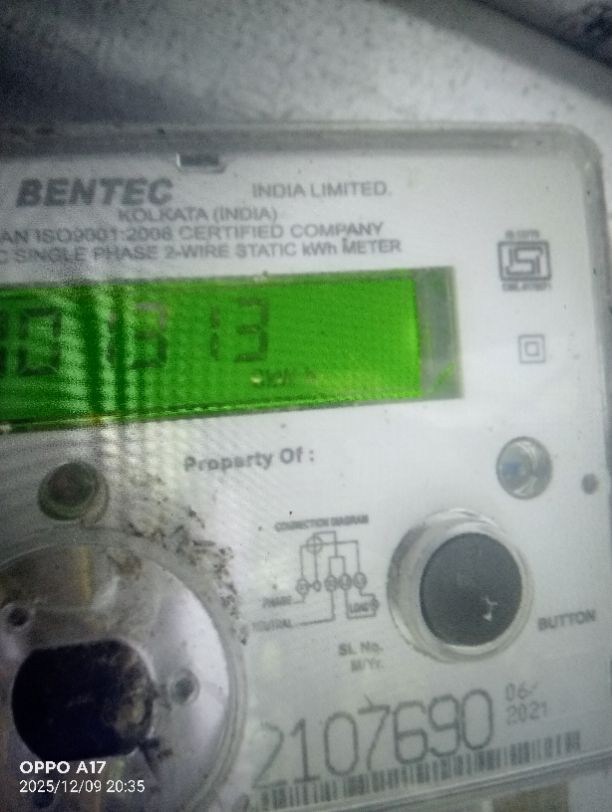 BENTEC
INDIA LIMITED.
KOLKATA (INDIA)
AN ISO9001:2008 CERTIFIED COMPANY
C SINGLE PHASE 2-WIRE STATIC kWh METER
Property Of :
CONNECTION DIAGRAM
PHASE
NEUTRAL
LOAD
BUTTON
SL No.
M/Yr.
06-
2021
2107690
OPPO A17
2025/12/09 20:35